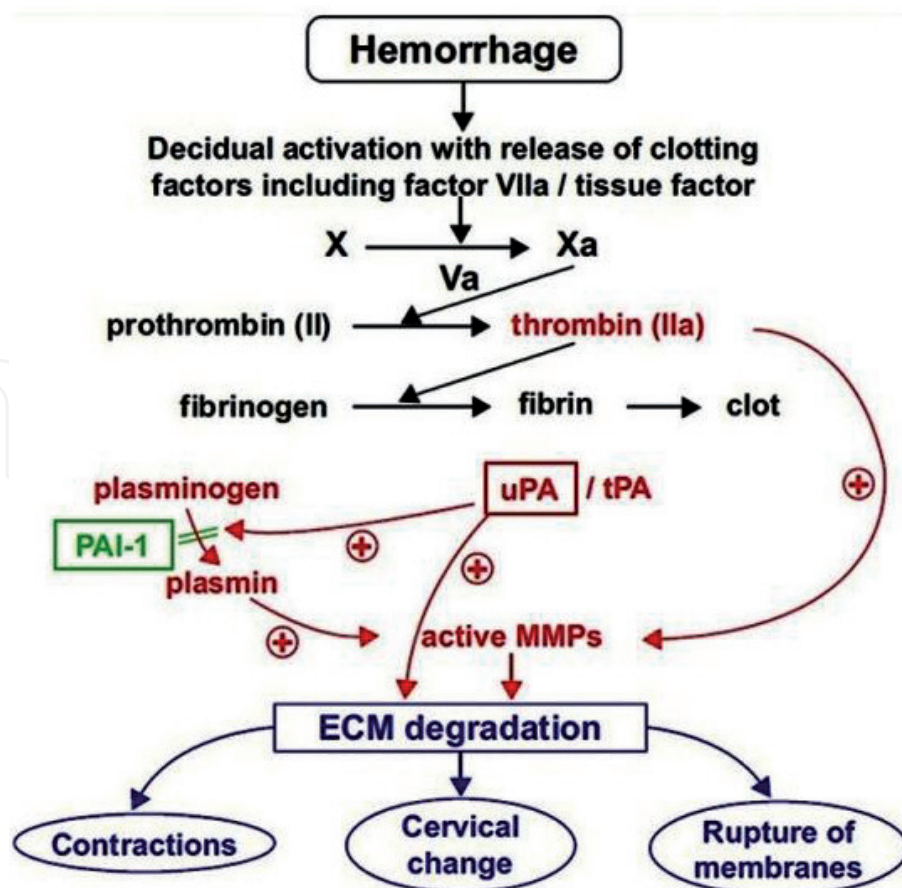 Hemorrhage
Decidual activation with release of clotting
factors including factor VIIa / tissue factor
X Xa
Va
prothrombin (II) thrombin (IIa)
fibrinogen fibrin clot
plasminogen uPA / tPA
+
PAI-1 +
+
plasmin
+ active MMPs
ECM degradation
Contractions
Cervical
change
Rupture of
membranes